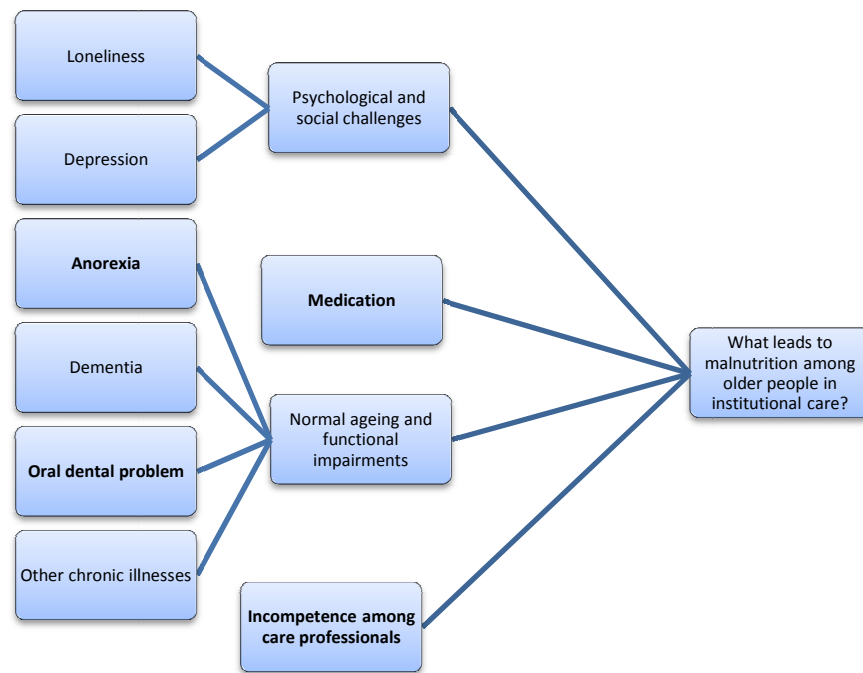 Loneliness
Depression
Anorexia
Dementia
Oral dental problem
Other chronic illnesses
Psychological and
social challenges
Medication
Normal ageing and
functional
impairments
Incompetence among
care professionals
What leads to
malnutrition among
older people in
institutional care?